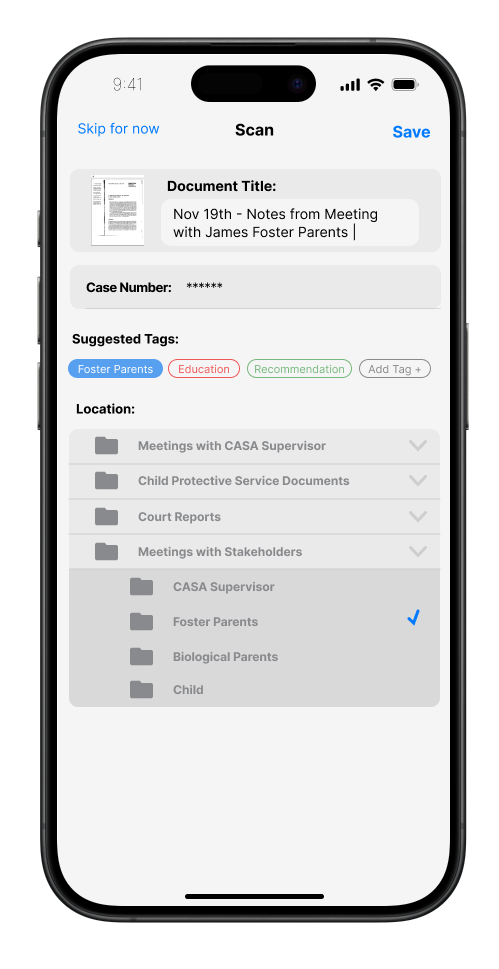 9:41
Skip for now
Scan
Save
Document Title:
Nov 19th - Notes from Meeting
with James Foster Parents |
Case Number: ******
Suggested Tags:
Foster Parents
Education
Recommendation
Add Tag +
Location:
Meetings with CASA Supervisor
Child Protective Service Documents
Court Reports
Meetings with Stakeholders
CASA Supervisor
Foster Parents
Biological Parents
Child